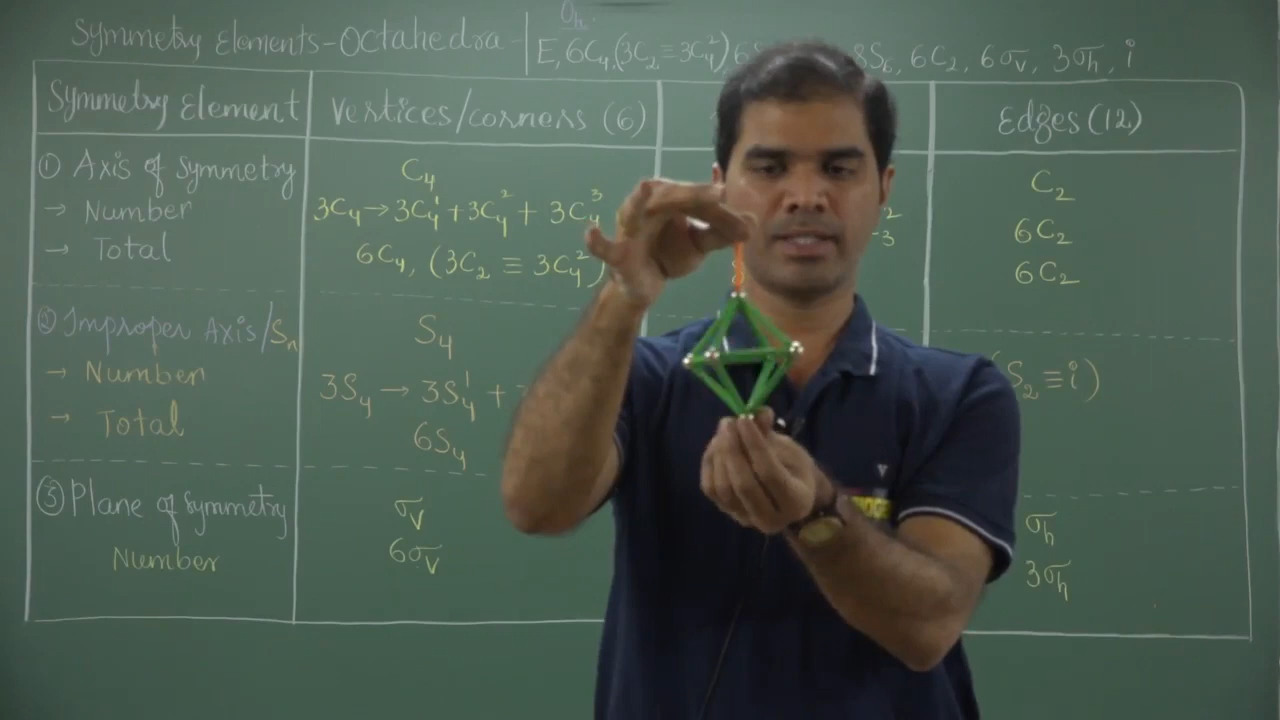 Oh.
Symmetry Elements-Octahedra- E, 6C₄, (3C₂ ≡ 3C₄²) 6S 8S₆, 6C₂, 6σᵥ, 3σₕ, i
Symmetry Element Vertices/corners (6) Edges (12)
① Axis of Symmetry C₄ C₂
→ Number 3C₄ → 3C₄¹ + 3C₄² + 3C₄³ 6C₂
→ Total 6C₄, (3C₂ ≡ 3C₄²) 6C₂
② Improper Axis/Sₙ S₄
→ Number 3S₄ → 3S₄¹ + S₂ ≡ i)
→ Total 6S₄
③ Plane of symmetry σᵥ σₕ
Number 6σᵥ 3σₕ